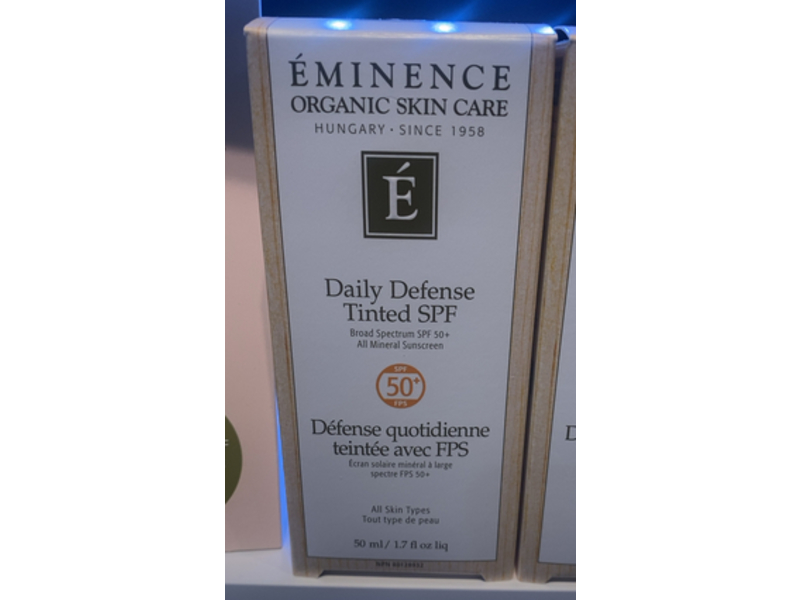 ÉMINENCE
ORGANIC SKIN CARE
HUNGARY · SINCE 1958
É
Daily Defense
Tinted SPF
Broad Spectrum SPF 50+
All Mineral Sunscreen
SPF
50+
FPS
Défense quotidienne
teintée avec FPS
Écran solaire minéral à large
spectre FPS 50+
All Skin Types
Tout type de peau
50 ml / 1.7 fl oz liq
NPN
D